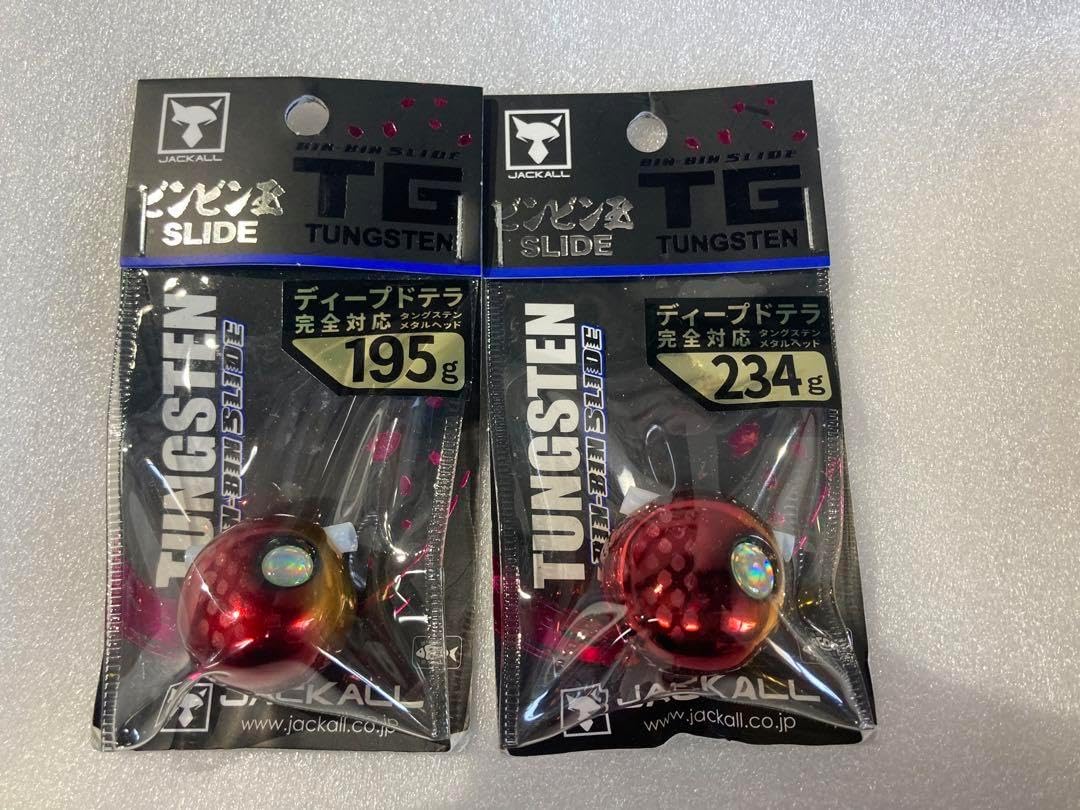 JACKALL
BIN-BIN SLIDE
TG
TUNGSTEN
ビンビン玉
SLIDE
ディープドテラ
完全対応
タングステン
メタルヘッド
195g
TUNGSTEN
BIN-BIN SLIDE
JACKALL
www.jackall.co.jp
JACKALL
BIN-BIN SLIDE
TG
TUNGSTEN
ビンビン玉
SLIDE
ディープドテラ
完全対応
タングステン
メタルヘッド
234g
TUNGSTEN
BIN-BIN SLIDE
JACKALL
www.jackall.co.jp